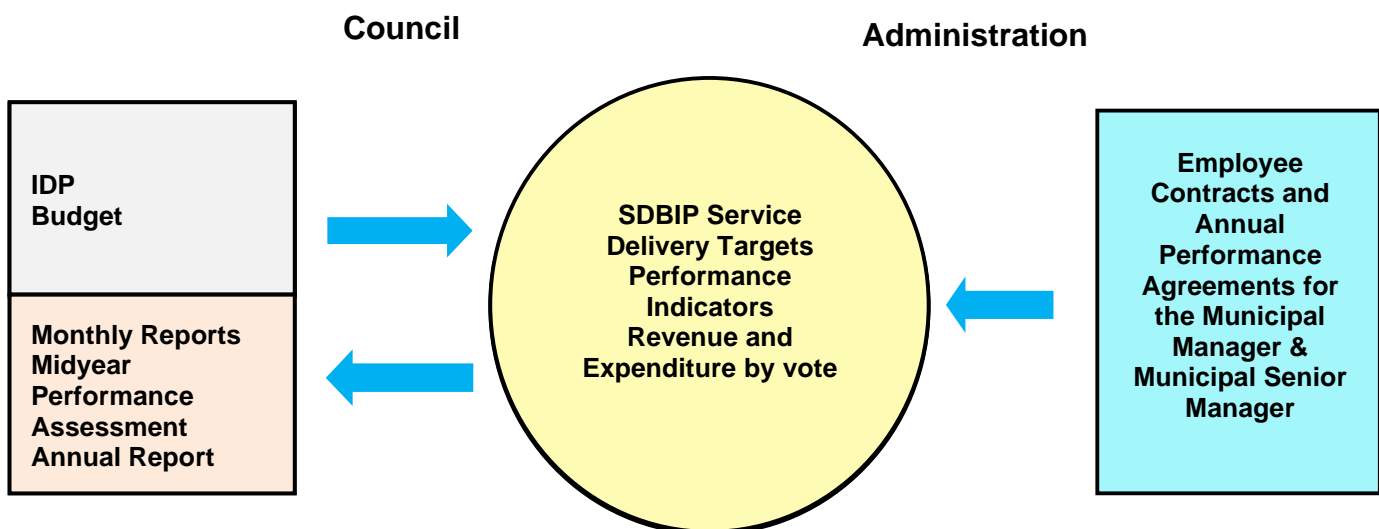 Council
Administration
IDP
Budget
Monthly Reports
Midyear
Performance
Assessment
Annual Report
SDBIP Service
Delivery Targets
Performance
Indicators
Revenue and
Expenditure by vote
Employee
Contracts and
Annual
Performance
Agreements for
the Municipal
Manager &
Municipal Senior
Manager